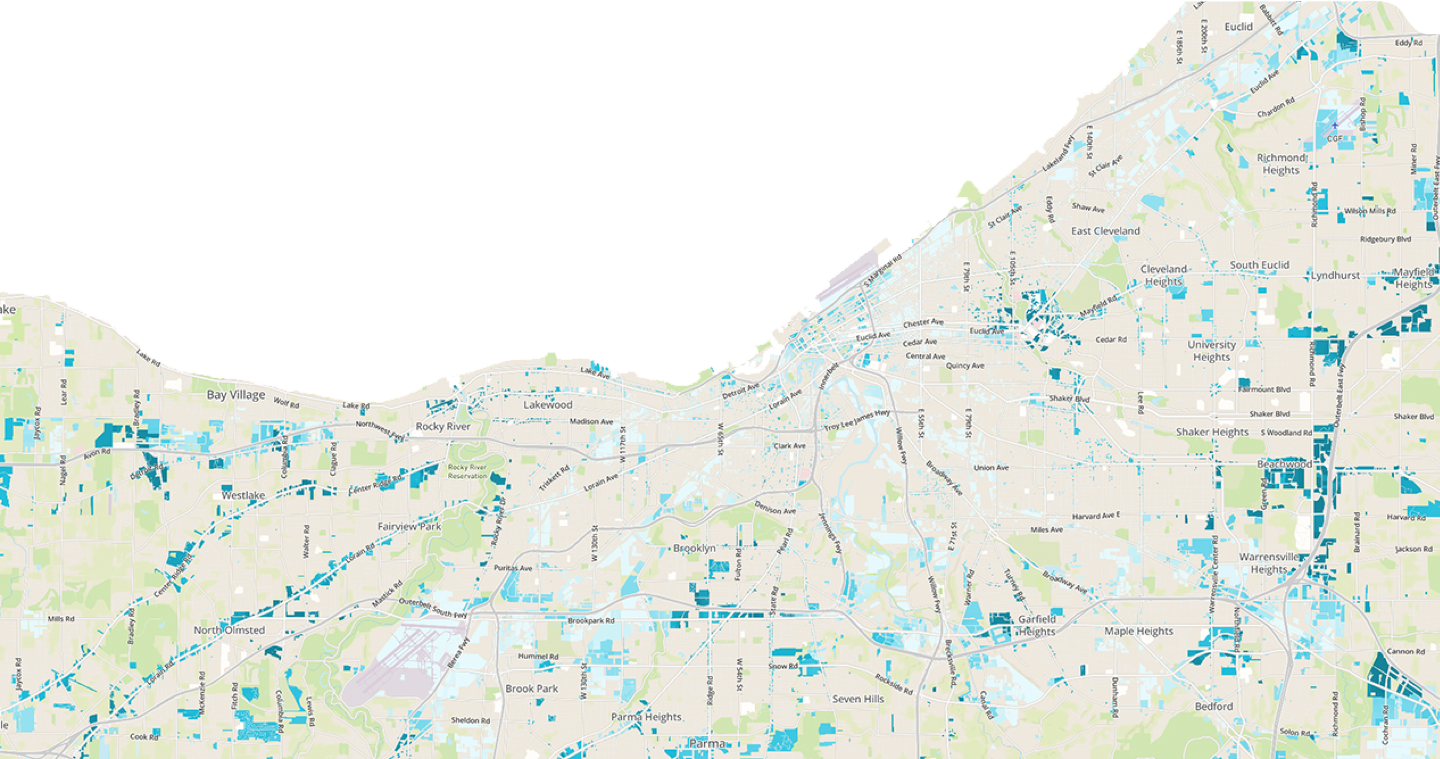 Euclid
Babbitt Rd
E 200th St
E 185th St
Eddy Rd
Euclid Ave
Chardon Rd
Bishop Rd
CGF
E 140th St
Lakeland Fwy
St Clair Ave
Richmond
Heights
Miner Rd
Outerbelt East Fwy
Richmond Rd
Wilson Mills Rd
Eddy Rd
Shaw Ave
St Clair Ave
East Cleveland
Ridgebury Blvd
E 105th St
E 79th St
S Marginal Rd
Cleveland
Heights
South Euclid
Lyndhurst
Mayfield
Heights
Mayfield Rd
Chester Ave
Euclid Ave
Euclid Ave
Cedar Ave
Cedar Rd
Central Ave
Quincy Ave
University
Heights
Richmond Rd
Outerbelt East Fwy
Innerbelt
Lake Rd
Lake Ave
Lear Rd
Bay Village
Wolf Rd
Lake Rd
Lakewood
Detroit Ave
Lorain Ave
Fairmount Blvd
Shaker Blvd
Lee Rd
Shaker Blvd
Shaker Blvd
Bradley Rd
Jaycox Rd
Rocky River
Madison Ave
Northwest Fwy
W 117th St
W 65th St
Troy Lee James Hwy
E 55th St
E 79th St
Willow Fwy
Shaker Heights
S Woodland Rd
Clark Ave
Avon Rd
Nagel Rd
Columbia Rd
Clague Rd
Rocky River
Reservation
Triskett Rd
Lorain Ave
Union Ave
Broadway Ave
Beachwood
Green Rd
Westlake
Center Ridge Rd
Rocky River Dr
Fairview Park
Denison Ave
Jennings Fwy
Harvard Ave E
Miles Ave
Harvard Rd
Brainard Rd
Walter Rd
Lorain Rd
W 130th St
Pearl Rd
E 71st St
Brooklyn
Fulton Rd
Jackson Rd
Warrensville
Heights
Warrensville Center Rd
Center Ridge Rd
Puritas Ave
Mastick Rd
State Rd
Willow Fwy
Warner Rd
Turney Rd
Broadway Ave
Outerbelt South Fwy
Mills Rd
Bradley Rd
North Olmsted
Brookpark Rd
Garfield
Heights
Maple Heights
Northfield Rd
Berea Fwy
Hummel Rd
Snow Rd
Brecksville Rd
Cannon Rd
Jaycox Rd
Lorain Rd
McKenzie Rd
Fitch Rd
Columbia Rd
Lewis Rd
Brook Park
W 130th St
Ridge Rd
W 54th St
Rockside Rd
Seven Hills
Canal Rd
Dunham Rd
Bedford
Richmond Rd
Cochran Rd
Sheldon Rd
Parma Heights
Cook Rd
Parma
Solon Rd